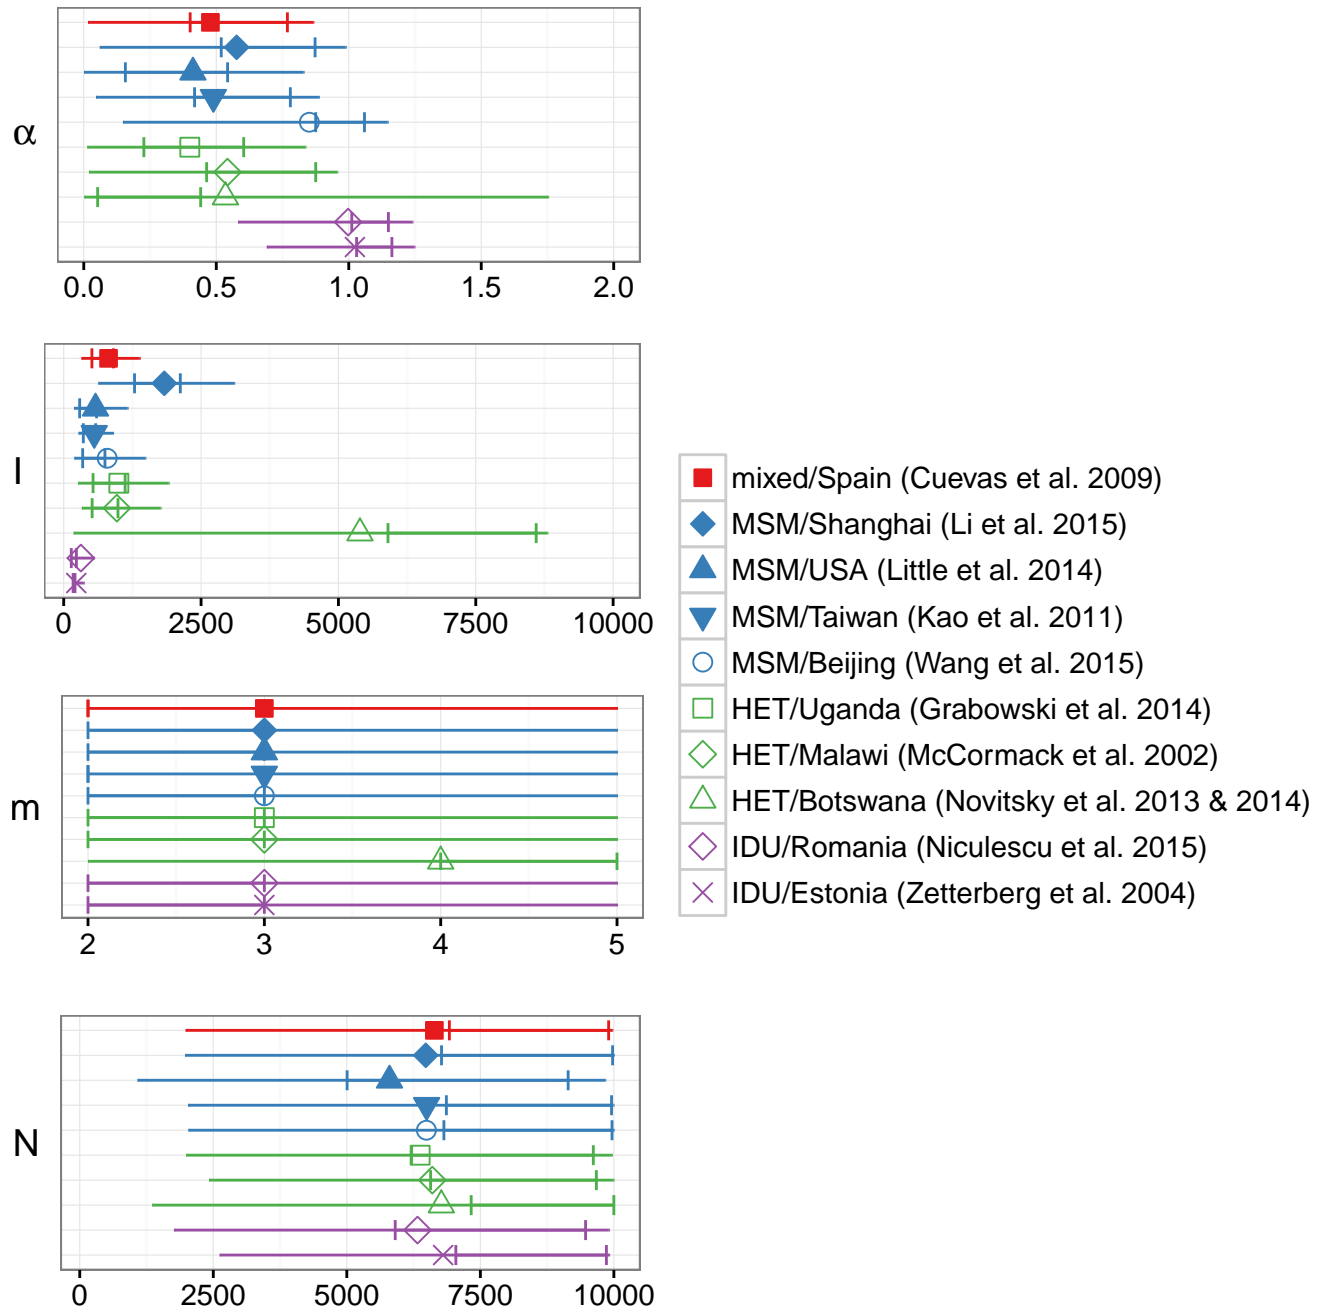 α
0.0 0.5 1.0 1.5 2.0
I
0 2500 5000 7500 10000
m
2 3 4 5
N
0 2500 5000 7500 10000
mixed/Spain (Cuevas et al. 2009)
MSM/Shanghai (Li et al. 2015)
MSM/USA (Little et al. 2014)
MSM/Taiwan (Kao et al. 2011)
MSM/Beijing (Wang et al. 2015)
HET/Uganda (Grabowski et al. 2014)
HET/Malawi (McCormack et al. 2002)
HET/Botswana (Novitsky et al. 2013 & 2014)
IDU/Romania (Niculescu et al. 2015)
IDU/Estonia (Zetterberg et al. 2004)